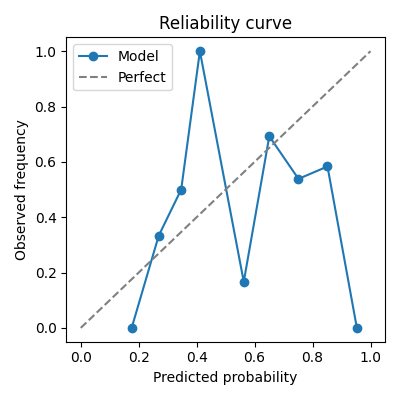 Reliability curve
Model
Perfect
Observed frequency
1.0
0.8
0.6
0.4
0.2
0.0
0.0 0.2 0.4 0.6 0.8 1.0
Predicted probability